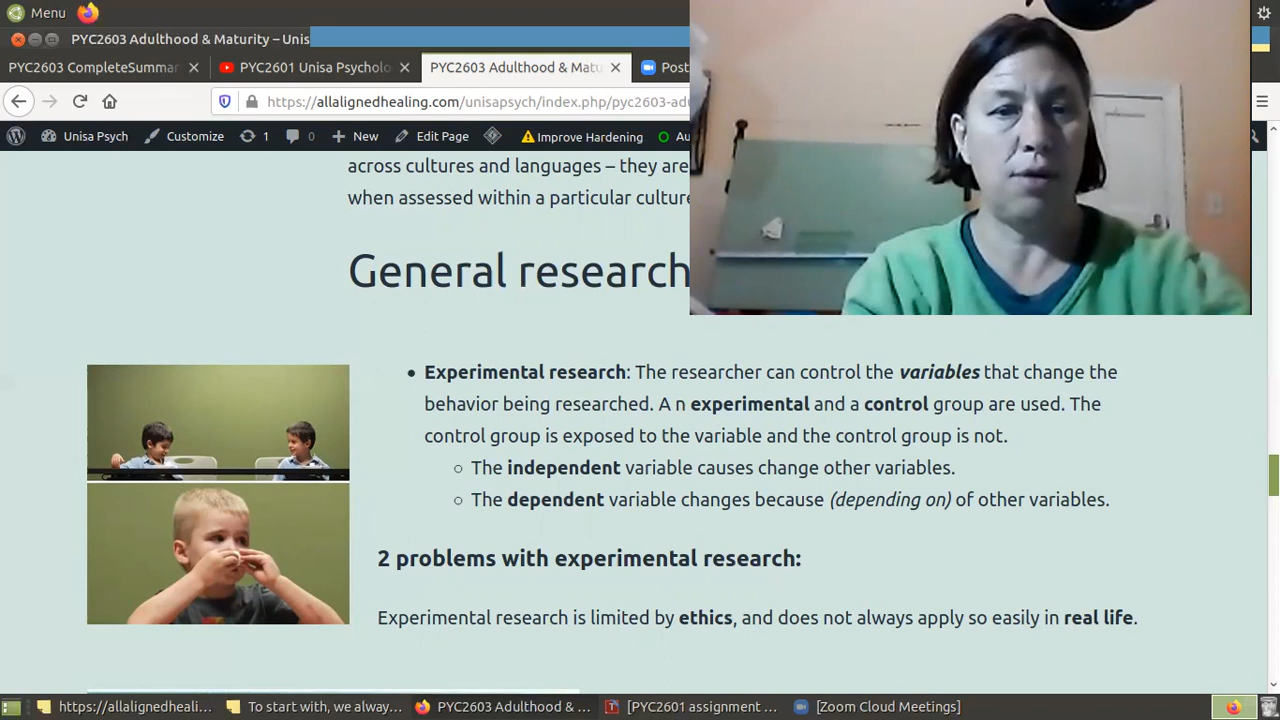 Menu
PYC2603 Adulthood & Maturity – Unis
PYC2603 CompleteSummar
PYC2601 Unisa Psycholo
PYC2603 Adulthood & Matu
Post
https://allalignedhealing.com/unisapsych/index.php/pyc2603-adu
Unisa Psych
Customize
1
0
New
Edit Page
Improve Hardening
Au
across cultures and languages – they are
when assessed within a particular culture
General research
Experimental research: The researcher can control the variables that change the
behavior being researched. A n experimental and a control group are used. The
control group is exposed to the variable and the control group is not.
The independent variable causes change other variables.
The dependent variable changes because (depending on) of other variables.
2 problems with experimental research:
Experimental research is limited by ethics, and does not always apply so easily in real life.
https://allalignedheali...
To start with, we alway...
PYC2603 Adulthood & ...
[PYC2601 assignment ...
[Zoom Cloud Meetings]